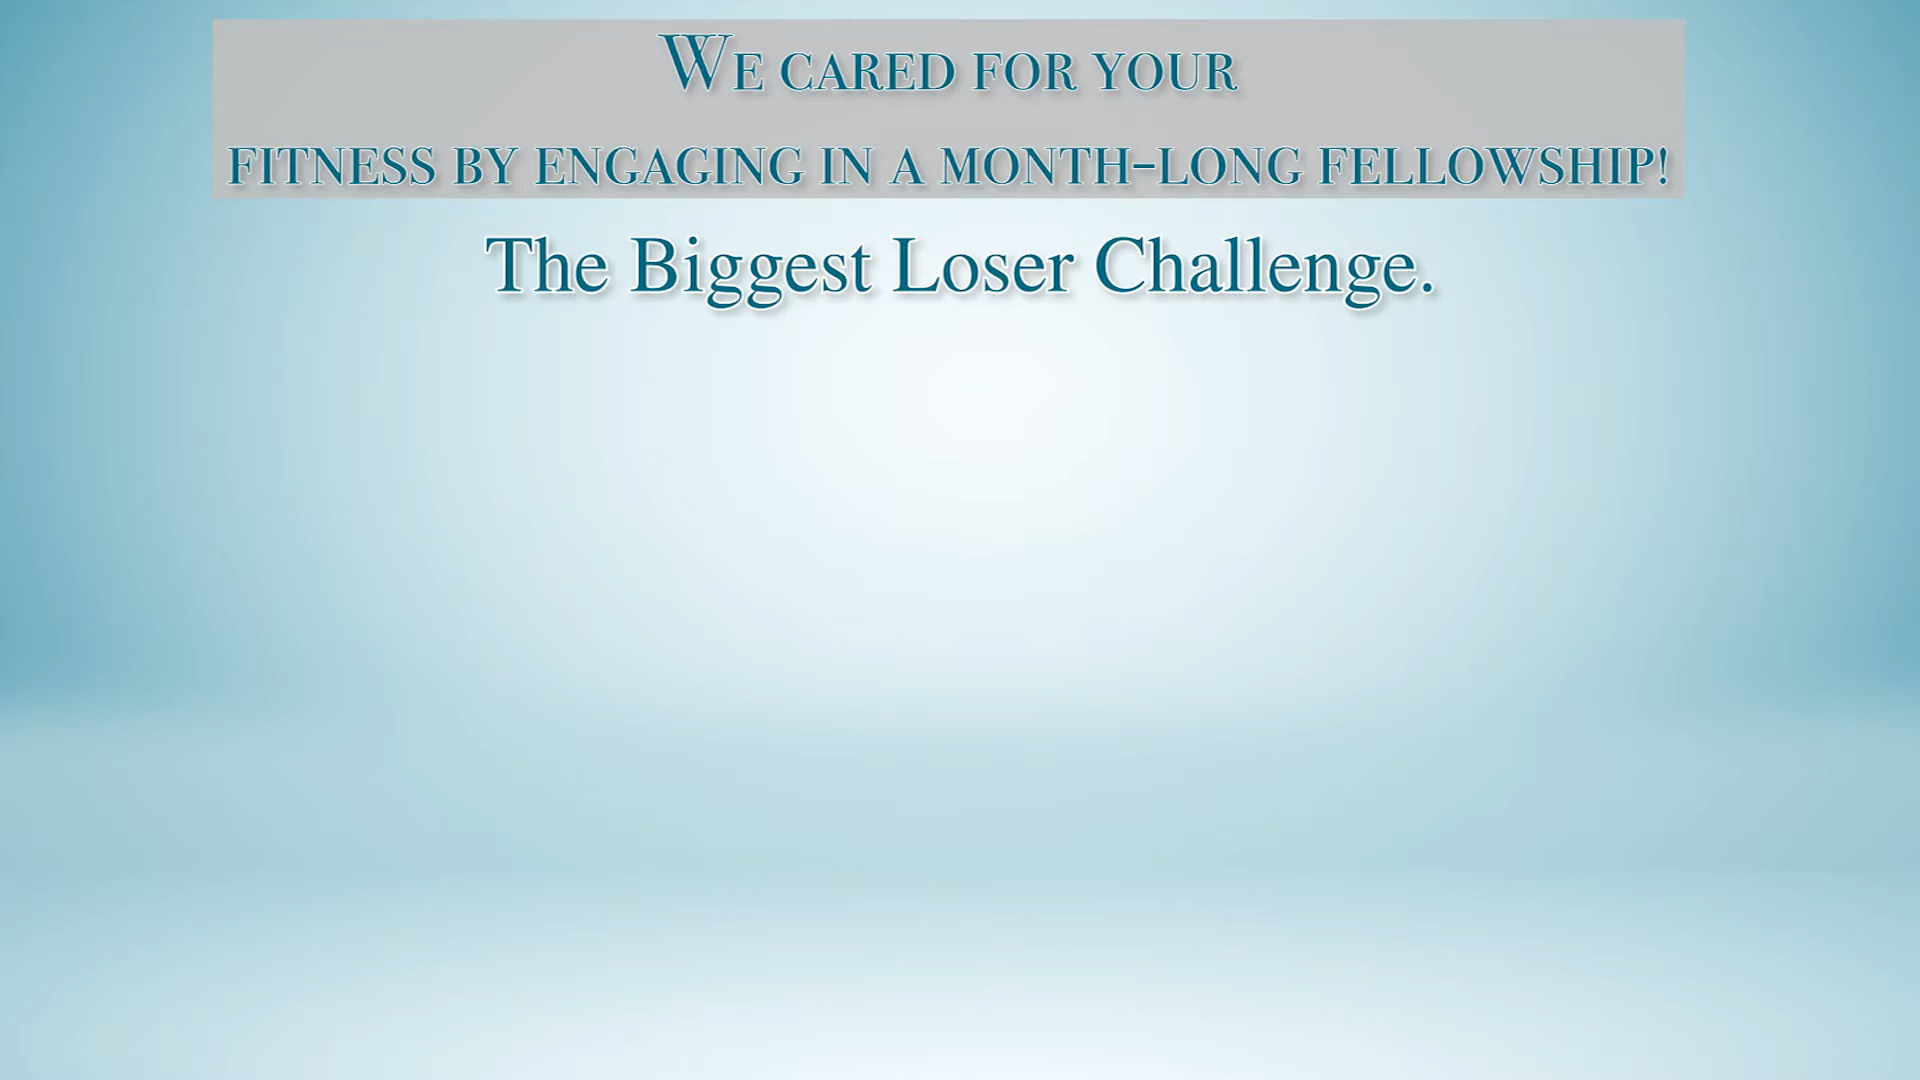 We cared for your
fitness by engaging in a month-long fellowship!
The Biggest Loser Challenge.